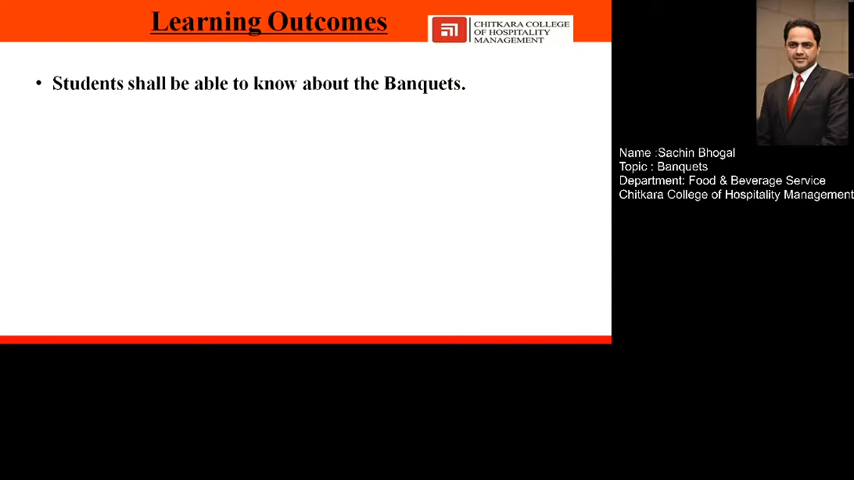 Learning Outcomes
CHITKARA COLLEGE
OF HOSPITALITY
MANAGEMENT
• Students shall be able to know about the Banquets.
Name :Sachin Bhogal
Topic : Banquets
Department: Food & Beverage Service
Chitkara College of Hospitality Management